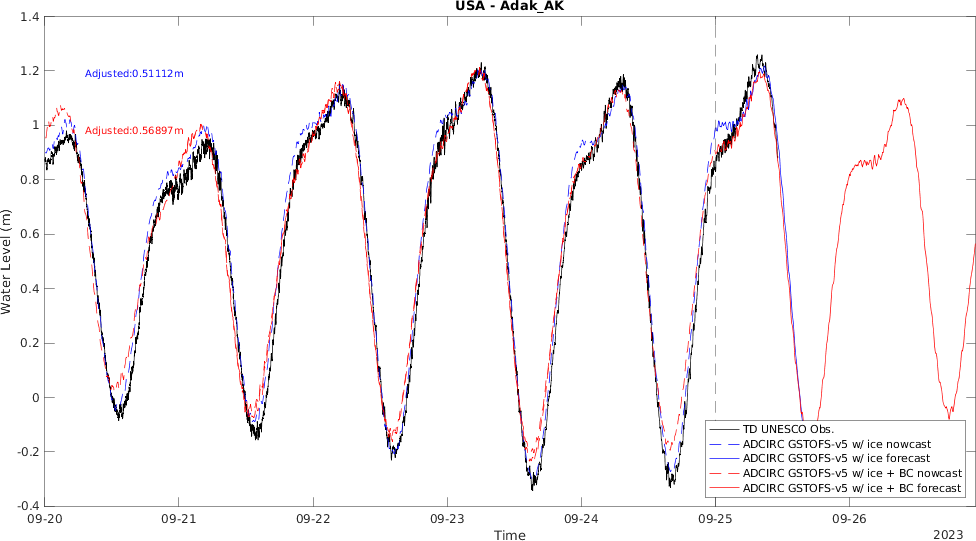 USA - Adak_AK
1.4
1.2
1
0.8
0.6
0.4
0.2
0
-0.2
-0.4
Water Level (m)
Adjusted:0.51112m
Adjusted:0.56897m
TD UNESCO Obs.
ADCIRC GSTOFS-v5 w/ ice nowcast
ADCIRC GSTOFS-v5 w/ ice forecast
ADCIRC GSTOFS-v5 w/ ice + BC nowcast
ADCIRC GSTOFS-v5 w/ ice + BC forecast
09-20 09-21 09-22 09-23 09-24 09-25 09-26
Time
2023